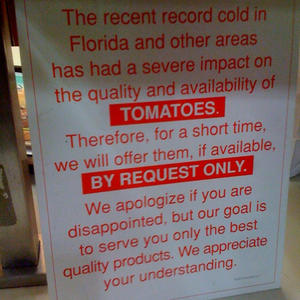 The recent record cold in
Florida and other areas
has had a severe impact on
the quality and availability of
TOMATOES.
Therefore, for a short time,
we will offer them, if available,
BY REQUEST ONLY.
We apologize if you are
disappointed, but our goal is
to serve you only the best
quality products. We appreciate
your understanding.